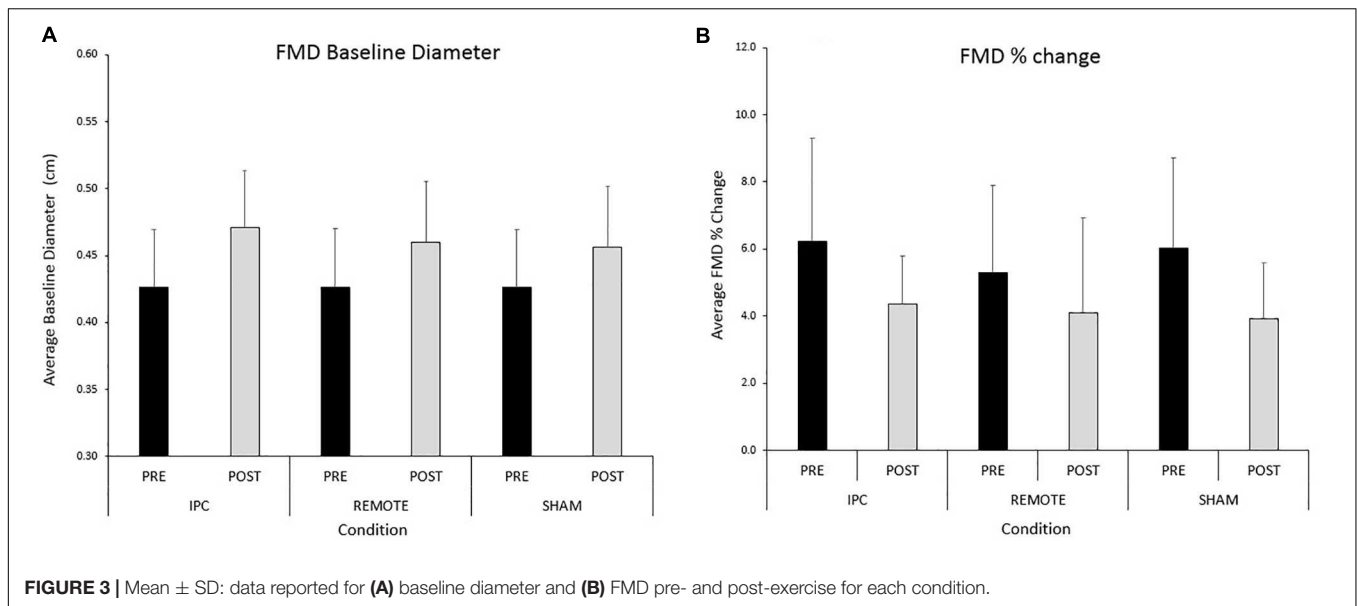 A
FMD Baseline Diameter
Average Baseline Diameter (cm)
0.60
0.55
0.50
0.45
0.40
0.35
0.30
PRE POST PRE POST PRE POST
IPC REMOTE SHAM
Condition
B
FMD % change
Average FMD % Change
12.0
10.0
8.0
6.0
4.0
2.0
0.0
PRE POST PRE POST PRE POST
IPC REMOTE SHAM
Condition
FIGURE 3 | Mean ± SD: data reported for (A) baseline diameter and (B) FMD pre- and post-exercise for each condition.